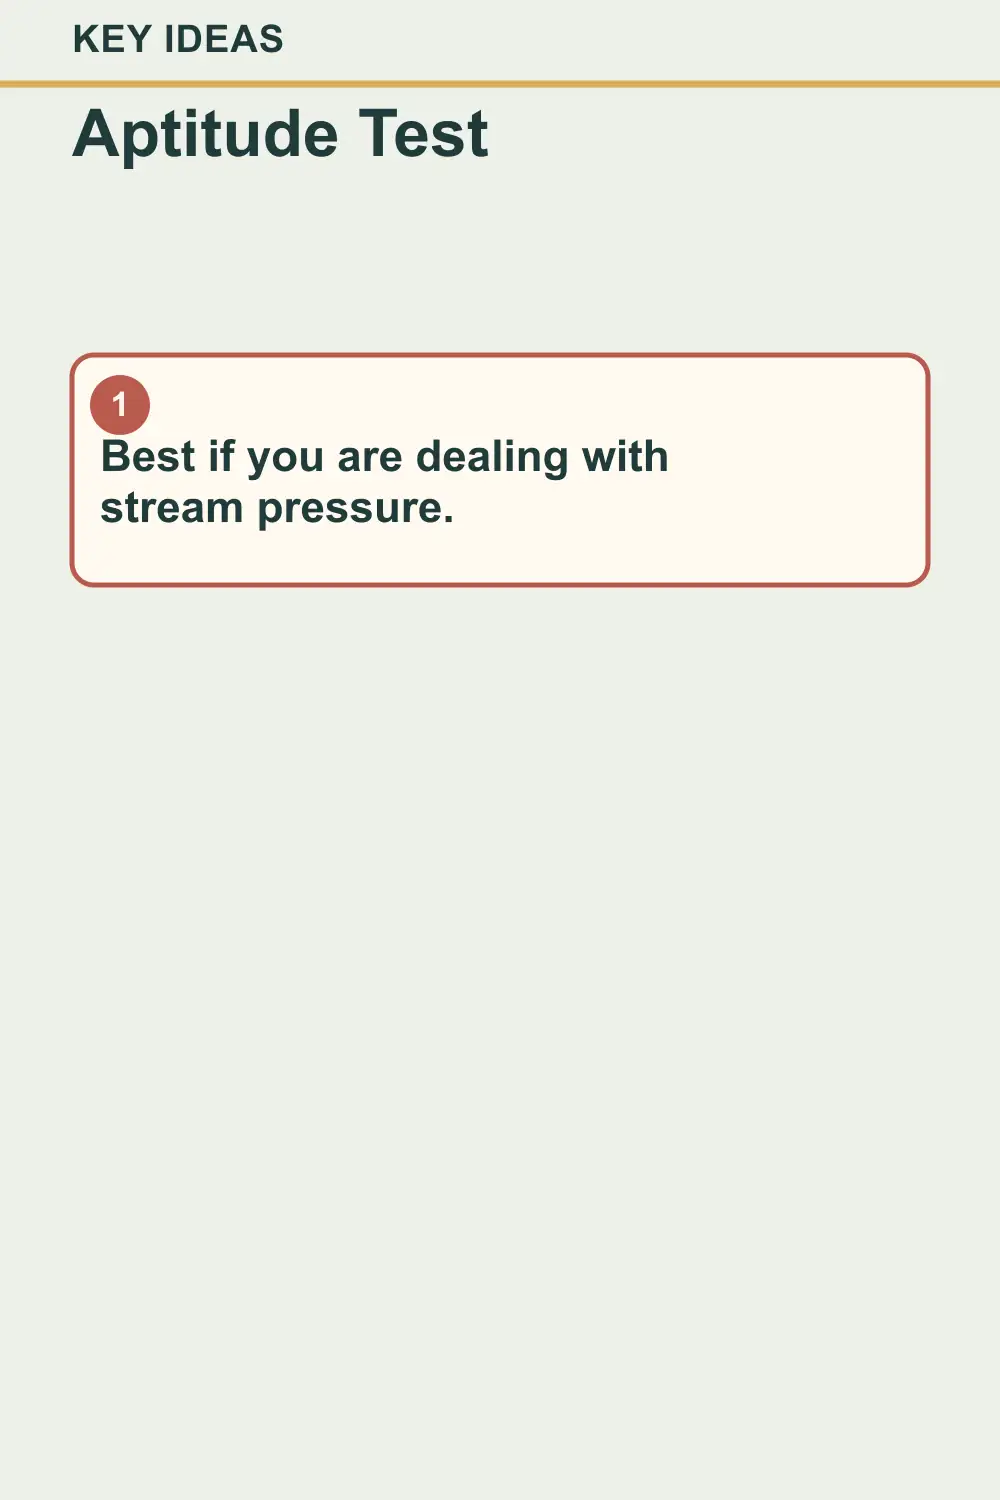 KEY IDEAS
Aptitude Test
1
Best if you are dealing with
stream pressure.